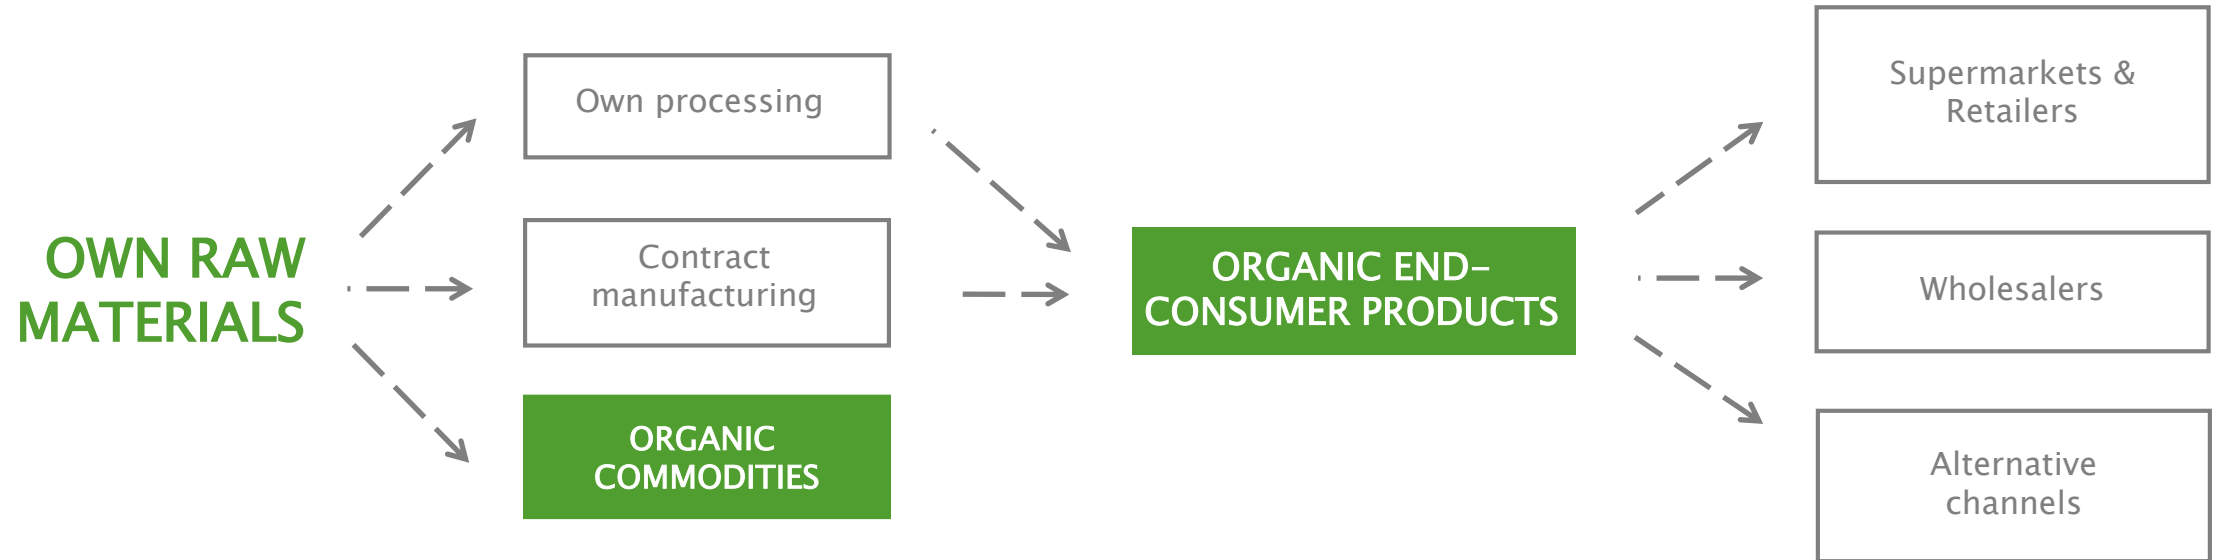 OWN RAW
MATERIALS
Own processing
Contract
manufacturing
ORGANIC
COMMODITIES
ORGANIC END-
CONSUMER PRODUCTS
Supermarkets &
Retailers
Wholesalers
Alternative
channels